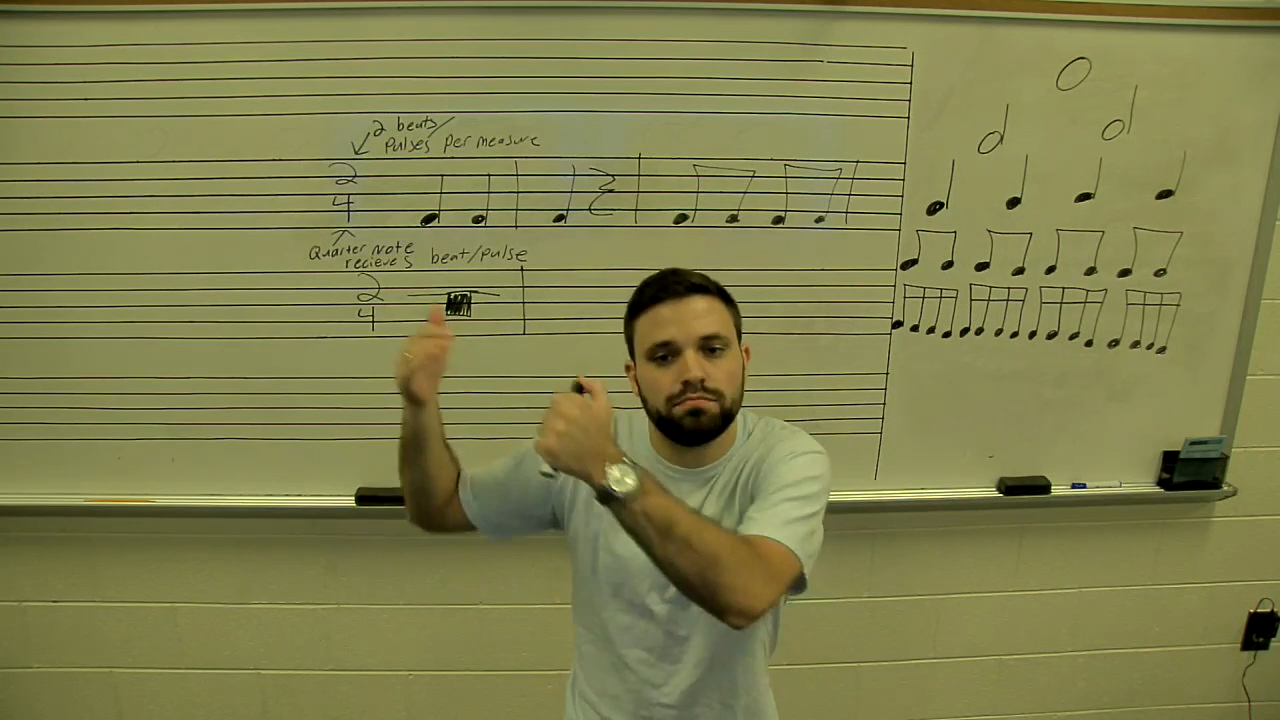 2 beats/
Pulses Per measure
2
4
Quarter note
recieves beat/pulse
2
4